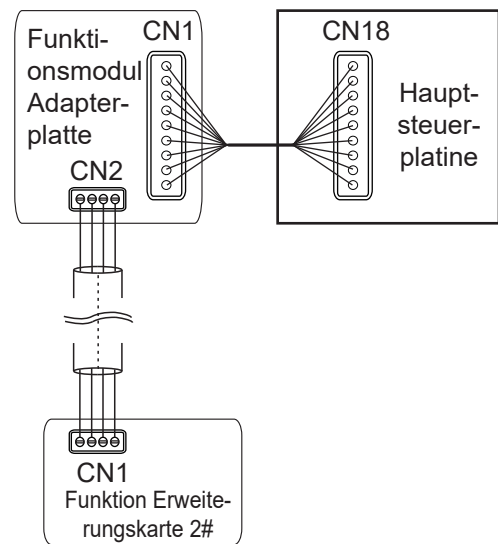 CN1
Funkti-
onsmodul
Adapter-
platte
CN2
CN18
Haupt-
steuer-
platine
CN1
Funktion Erweite-
rungskarte 2#